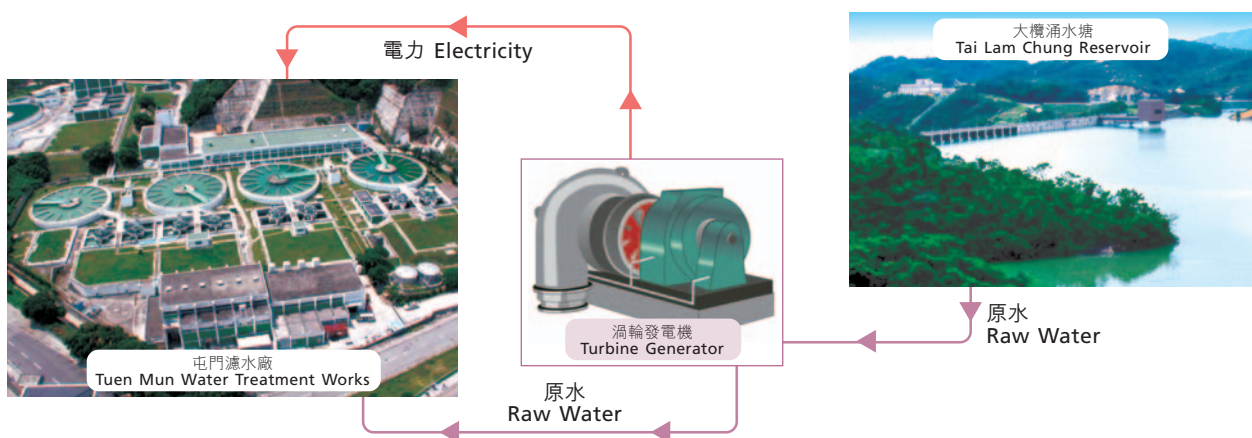 電力 Electricity
大欖涌水塘
Tai Lam Chung Reservoir
渦輪發電機
Turbine Generator
原水
Raw Water
屯門濾水廠
Tuen Mun Water Treatment Works
原水
Raw Water